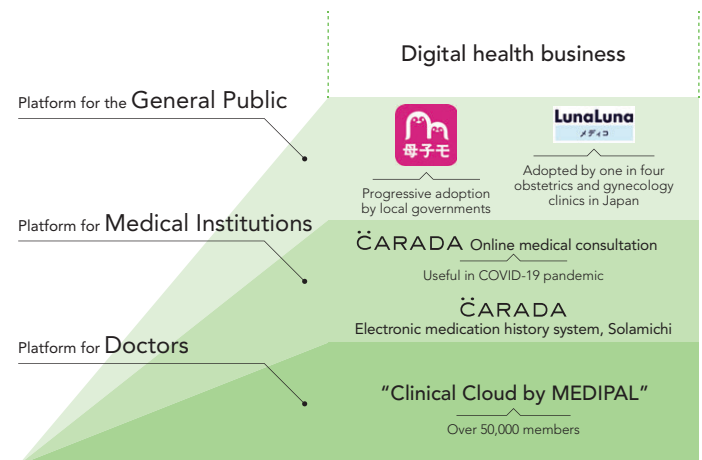 Digital health business
Platform for the General Public
母子モ
LunaLuna
メディコ
Progressive adoption
by local governments
Adopted by one in four
obstetrics and gynecology
clinics in Japan
Platform for Medical Institutions
CARADA Online medical consultation
Useful in COVID-19 pandemic
CARADA
Electronic medication history system, Solamichi
Platform for Doctors
“Clinical Cloud by MEDIPAL”
Over 50,000 members